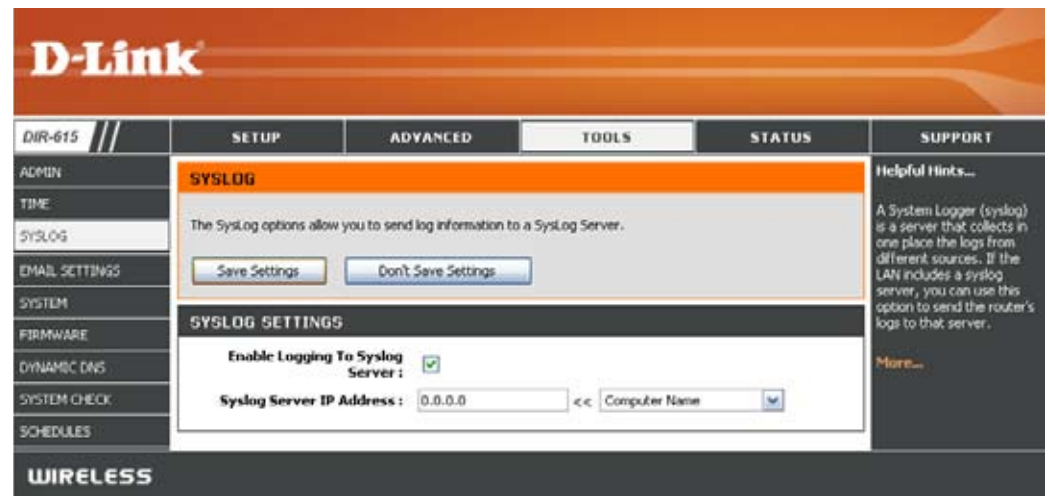 D-Link
DIR-615
SETUP
ADVANCED
TOOLS
STATUS
SUPPORT
ADMIN
TIME
SYSLOG
EMAIL SETTINGS
SYSTEM
FIRMWARE
DYNAMIC DNS
SYSTEM CHECK
SCHEDULES
SYSLOG
The SysLog options allow you to send log information to a SysLog Server.
Save Settings
Don't Save Settings
SYSLOG SETTINGS
Enable Logging To Syslog
Server :
Syslog Server IP Address :
0.0.0.0
<< Computer Name
Helpful Hints...
A System Logger (syslog)
is a server that collects in
one place the logs from
different sources. If the
LAN includes a syslog
server, you can use this
option to send the router's
logs to that server.
More...
WIRELESS